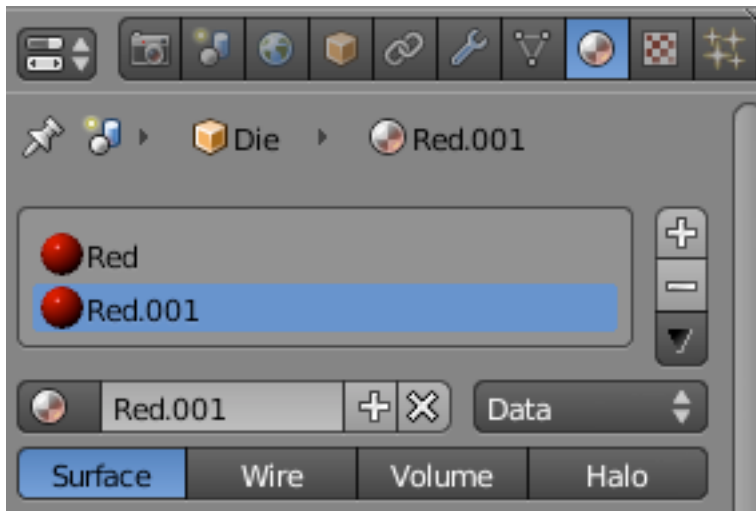 Die Red.001
Red
Red.001
Red.001 Data
Surface Wire Volume Halo